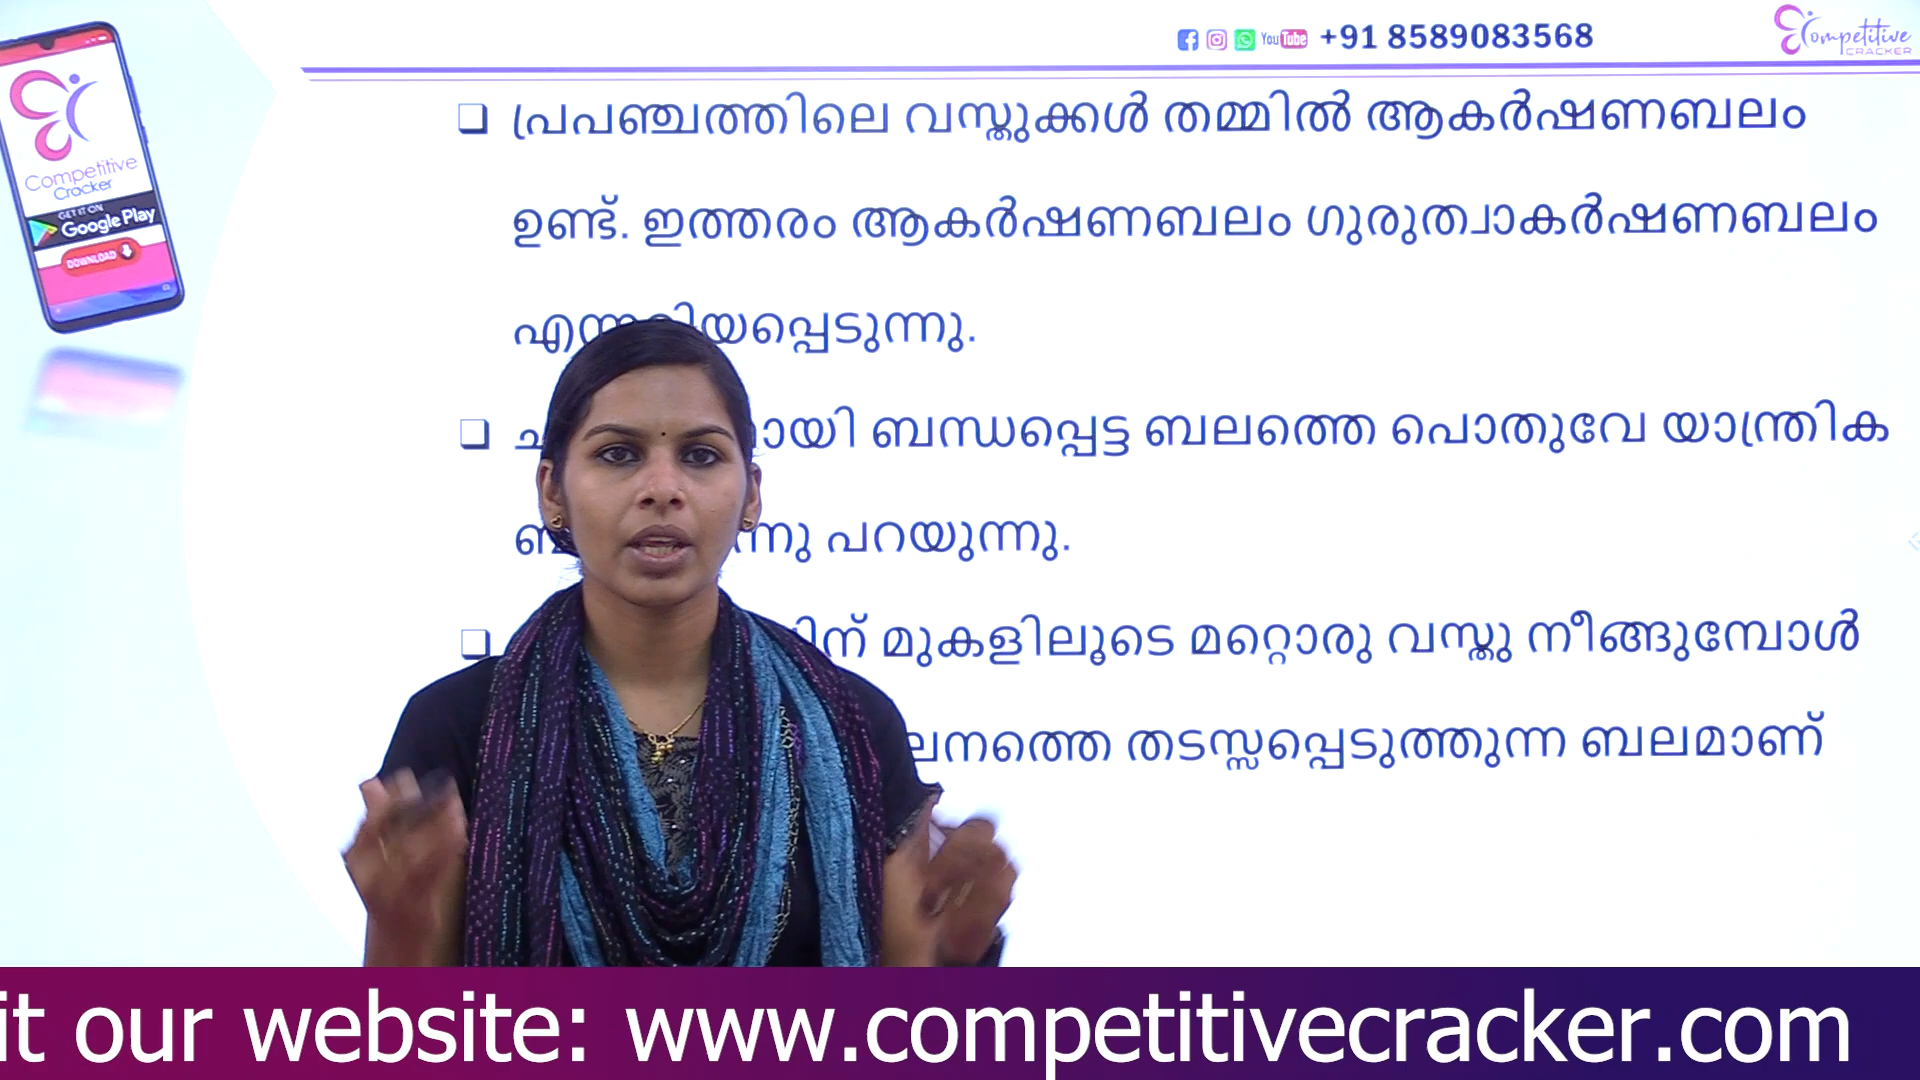 YouTube +91 8589083568
Competitive
CRACKER
Competitive
Cracker
GET IT ON
Google Play
DOWNLOAD
പ്രപഞ്ചത്തിലെ വസ്തുക്കൾ തമ്മിൽ ആകർഷണബലം
ഉണ്ട്. ഇത്തരം ആകർഷണബലം ഗുരുത്വാകർഷണബലം
ബന്ധപ്പെട്ട ബലത്തെ പൊതുവേ യാന്ത്രിക
പറയുന്നു.
മുകളിലൂടെ മറ്റൊരു വസ്തു നീങ്ങുമ്പോൾ
തടസ്സപ്പെടുത്തുന്ന ബലമാണ്
it our website: www.competitivecracker.com